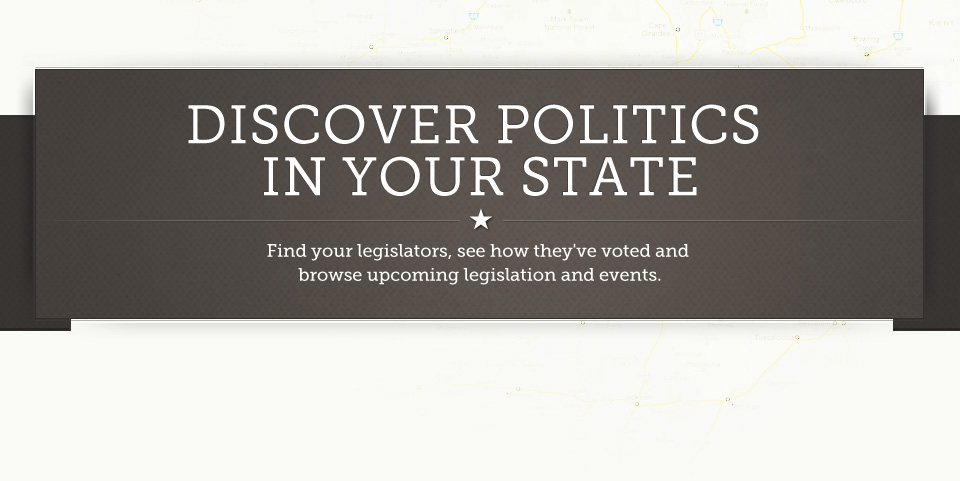 DISCOVER POLITICS
IN YOUR STATE
Find your legislators, see how they've voted and
browse upcoming legislation and events.